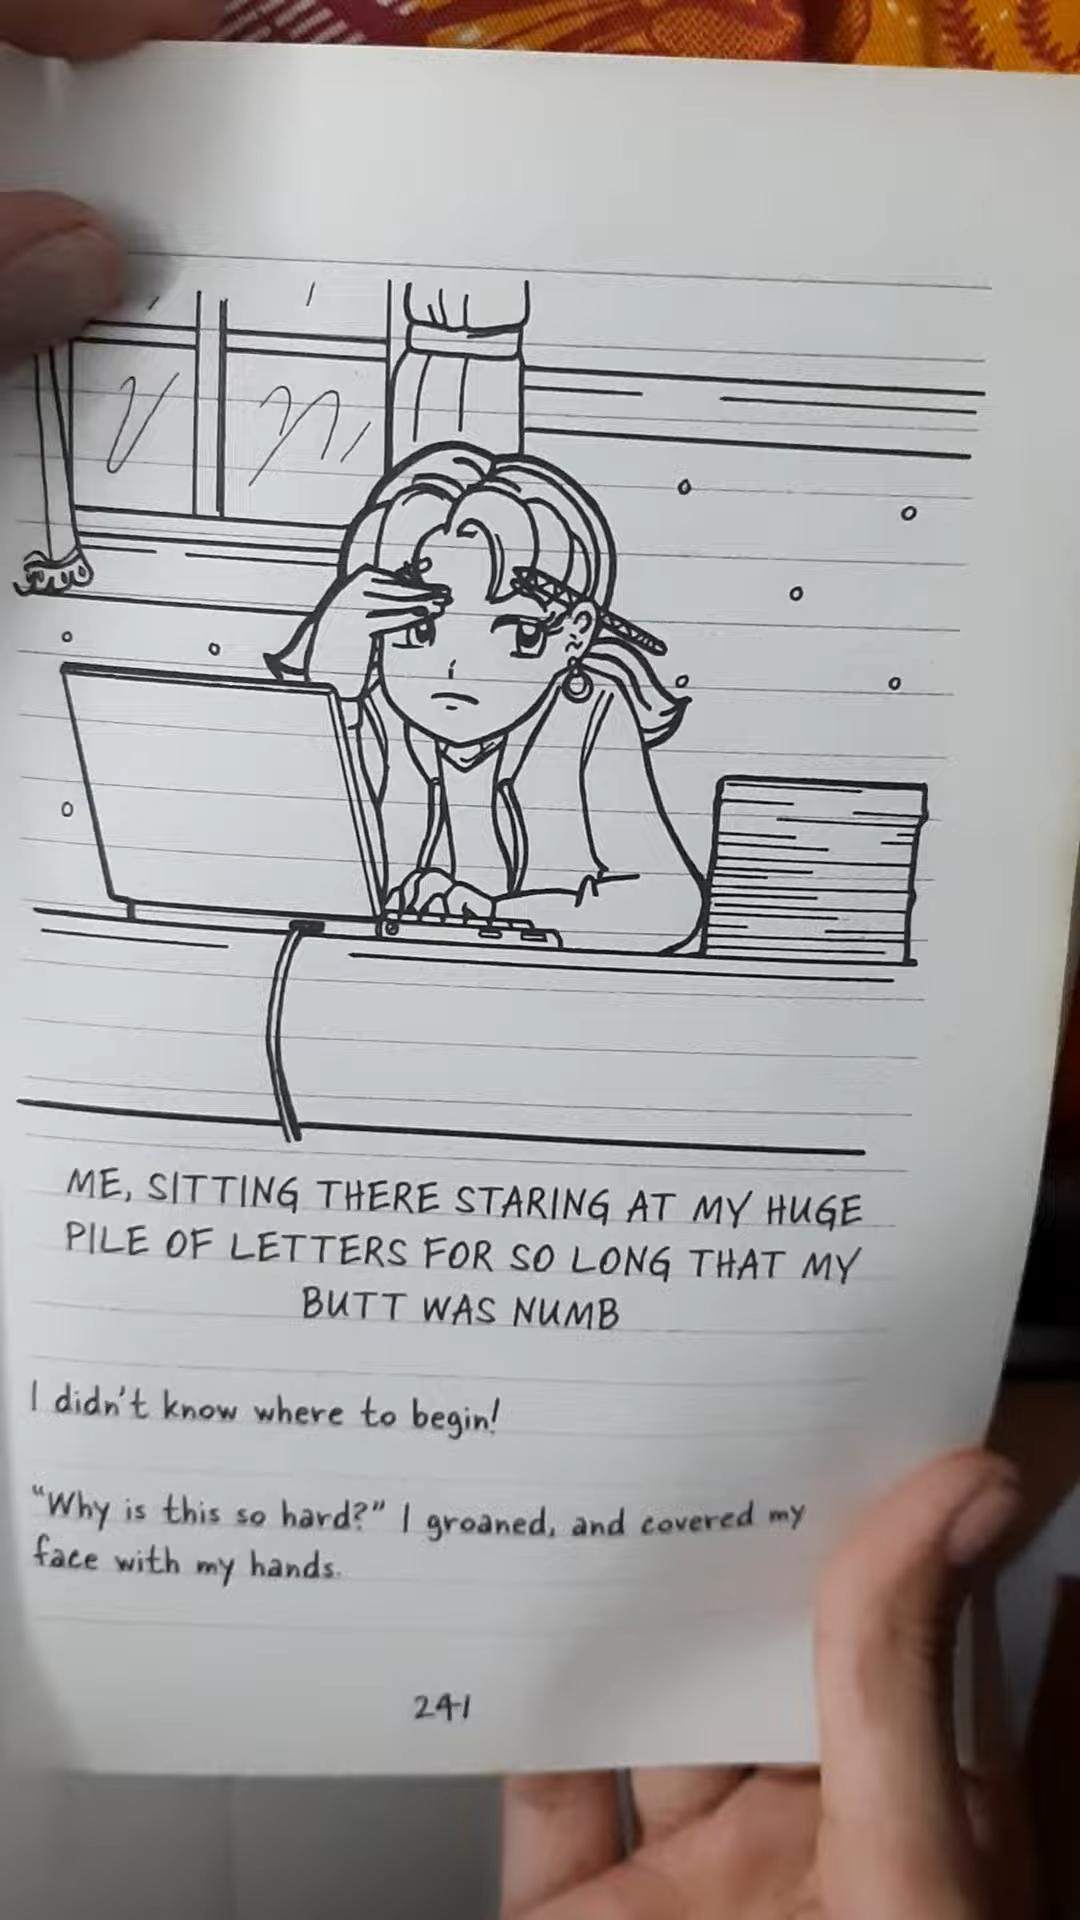 ME, SITTING THERE STARING AT MY HUGE
PILE OF LETTERS FOR SO LONG THAT MY
BUTT WAS NUMB
I didn't know where to begin!
"Why is this so hard?" I groaned, and covered my
face with my hands.
241